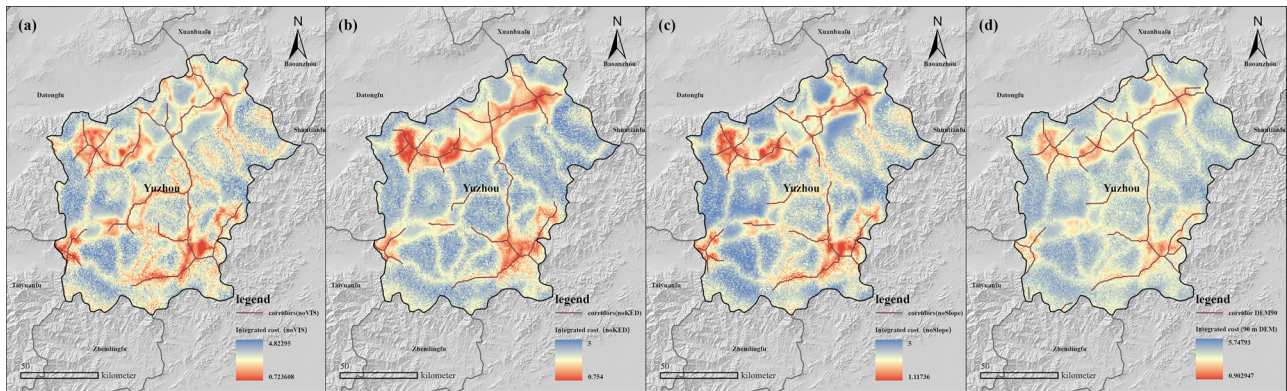 (a)
N
Xuanhuafu
Baoanzhou
Datongfu
Shuntianfu
Yuzhou
Taiyuanfu
Zhendingfu
legend
corridors(noVIS)
Integrated cost (noVIS)
4.82295
0.723608
50
kilometer
(b)
N
Xuanhuafu
Baoanzhou
Datongfu
Shuntianfu
Yuzhou
Taiyuanfu
Zhendingfu
legend
corridors(noKED)
Integrated cost (noKED)
5
0.754
50
kilometer
(c)
N
Xuanhuafu
Baoanzhou
Datongfu
Shuntianfu
Yuzhou
Taiyuanfu
Zhendingfu
legend
corridors(noSlope)
Integrated cost (noSlope)
5
1.11736
50
kilometer
(d)
N
Xuanhuafu
Baoanzhou
Datongfu
Shuntianfu
Yuzhou
Taiyuanfu
Zhendingfu
legend
corridor DEM90
Integrated cost (90 m DEM)
5.74793
0.902947
50
kilometer